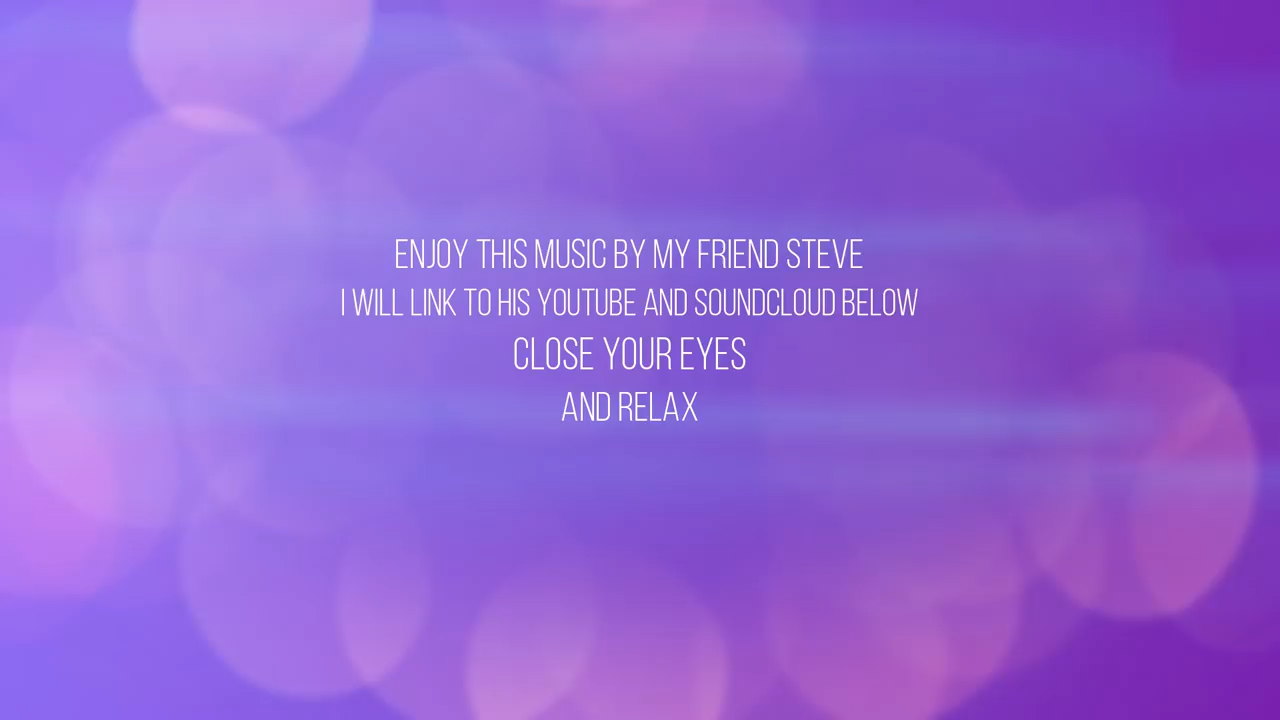 ENJOY THIS MUSIC BY MY FRIEND STEVE
I WILL LINK TO HIS YOUTUBE AND SOUNDCLOUD BELOW
CLOSE YOUR EYES
AND RELAX